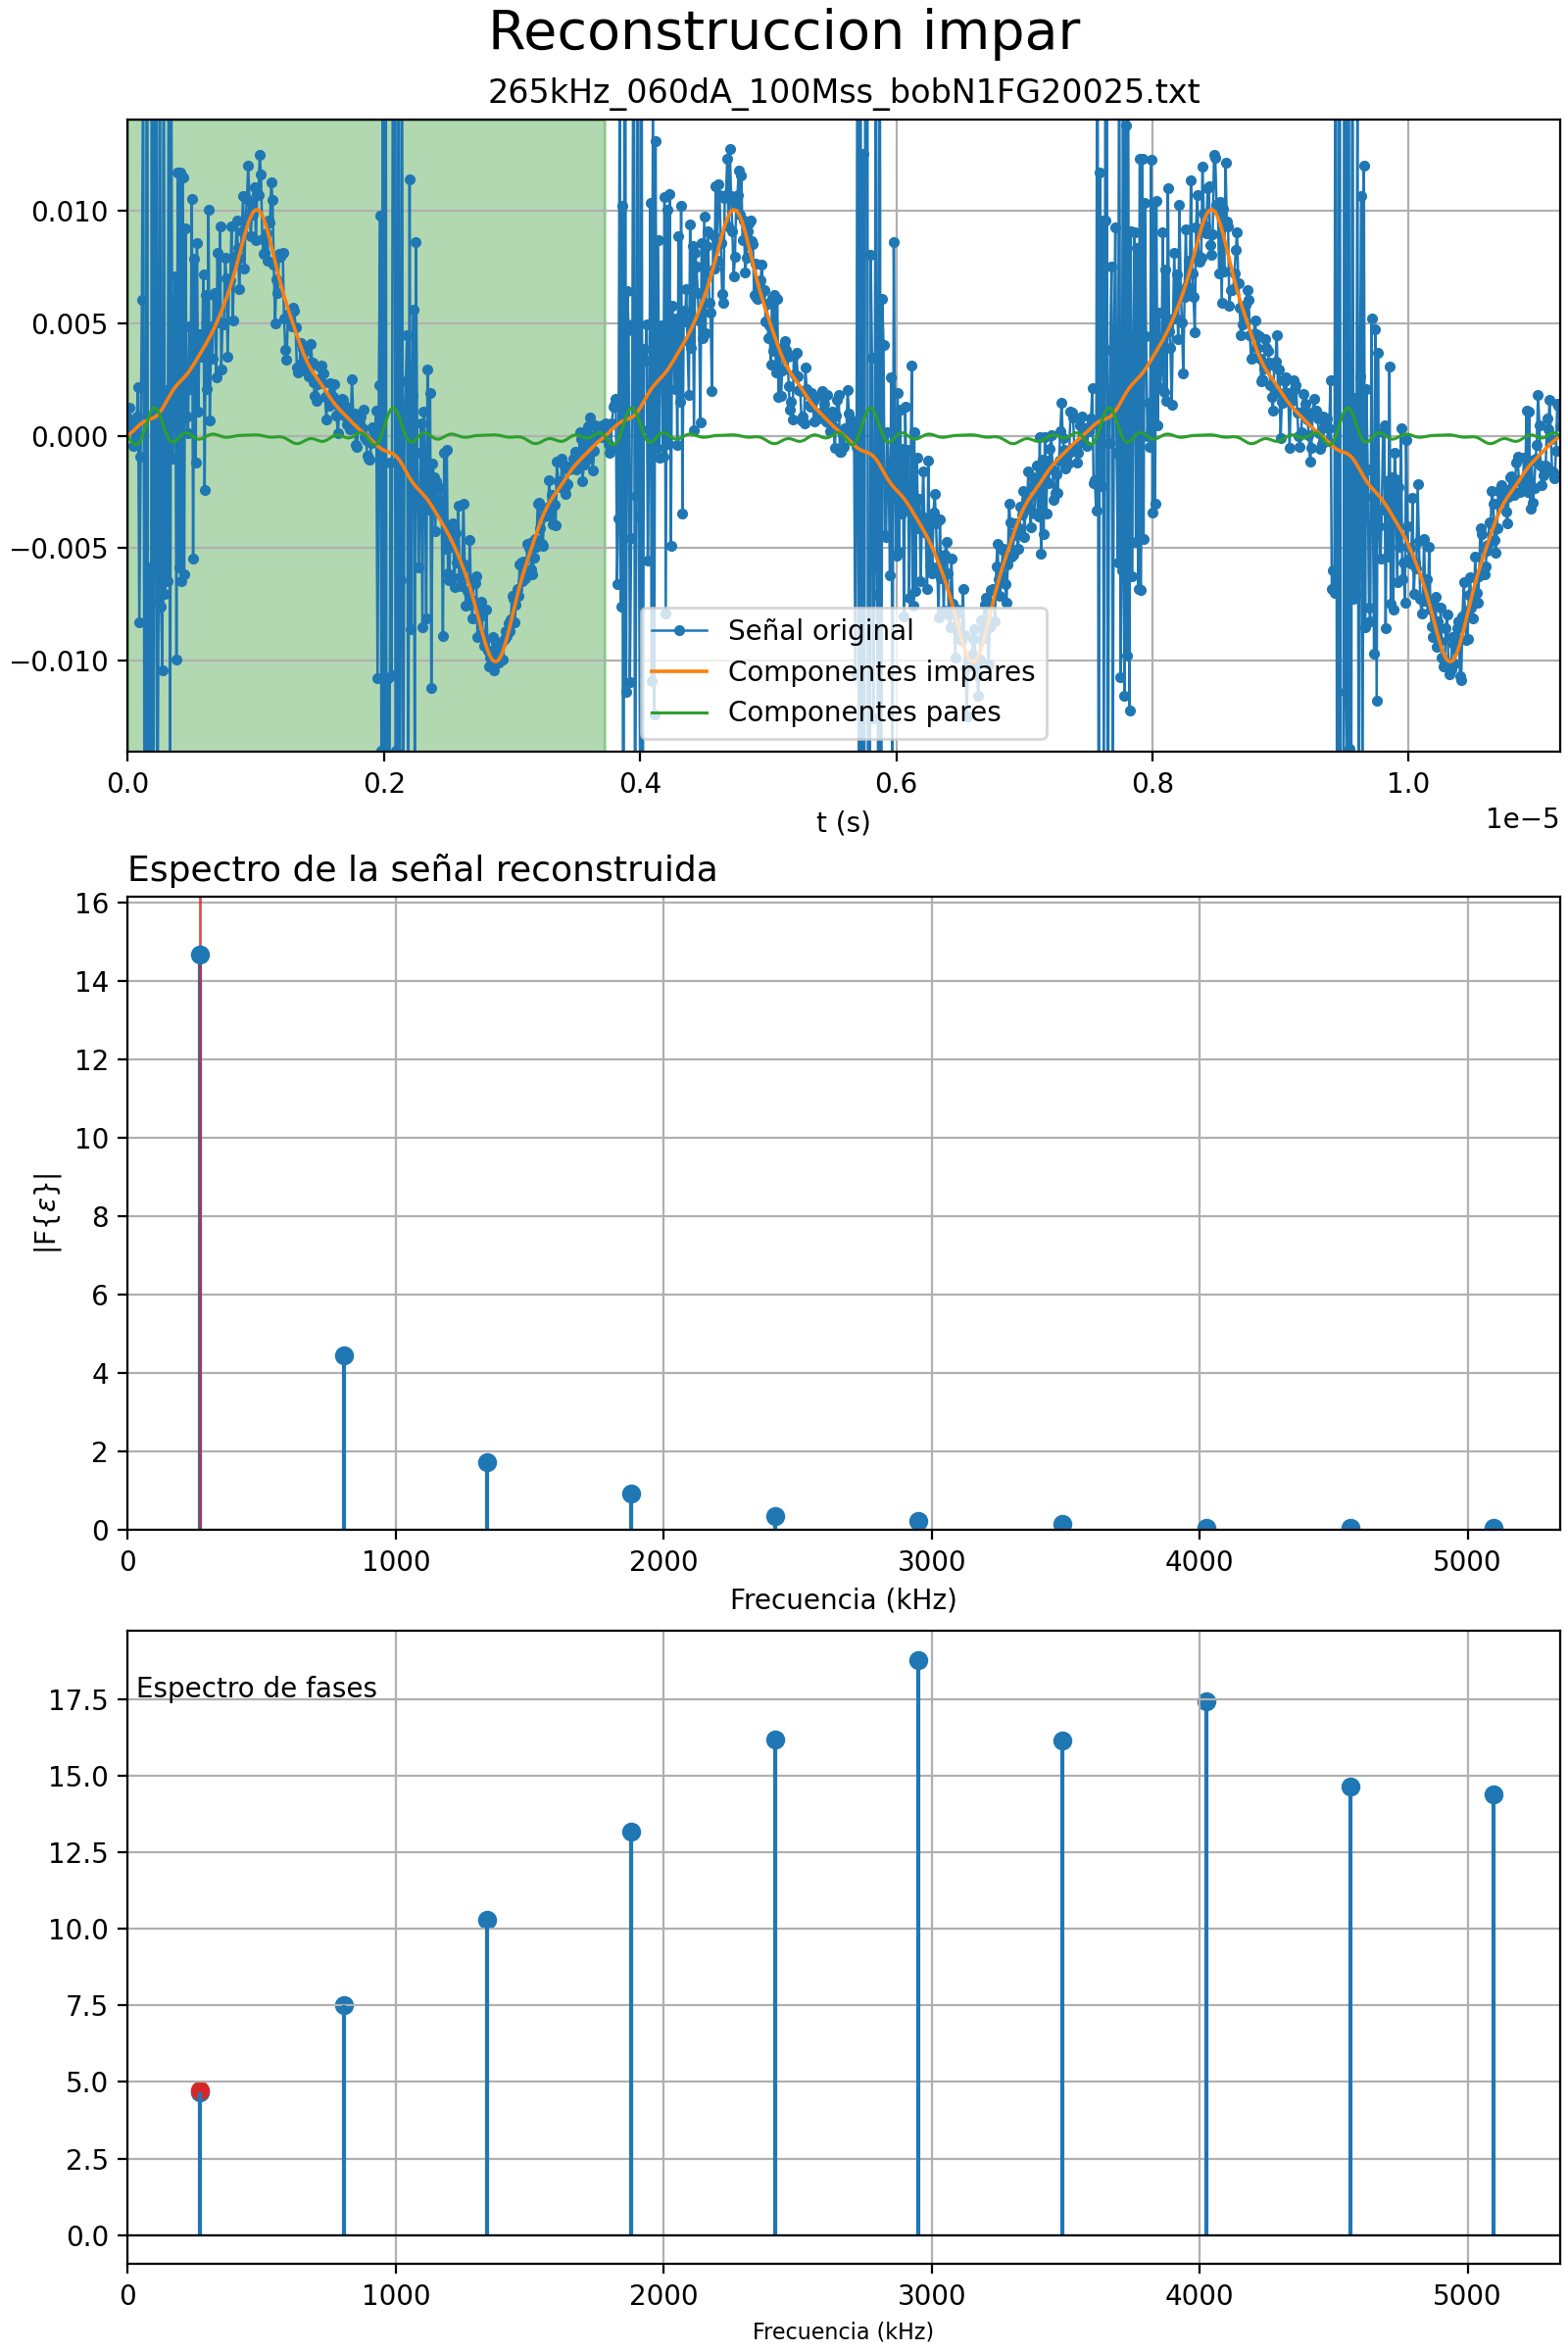 Reconstruccion impar
265kHz_060dA_100Mss_bobN1FG20025.txt
0.010
0.005
0.000
−0.005
−0.010
Señal original
Componentes impares
Componentes pares
0.0 0.2 0.4 0.6 0.8 1.0
t (s)
1e−5
Espectro de la señal reconstruida
16
14
12
10
8
6
4
2
0
|F{ε}|
0 1000 2000 3000 4000 5000
Frecuencia (kHz)
Espectro de fases
17.5
15.0
12.5
10.0
7.5
5.0
2.5
0.0
0 1000 2000 3000 4000 5000
Frecuencia (kHz)